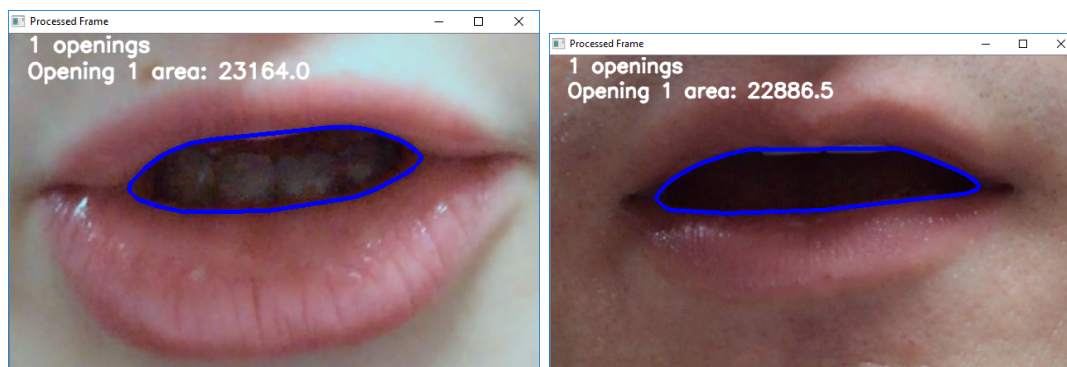 Processed Frame
1 openings
Opening 1 area: 23164.0
Processed Frame
1 openings
Opening 1 area: 22886.5